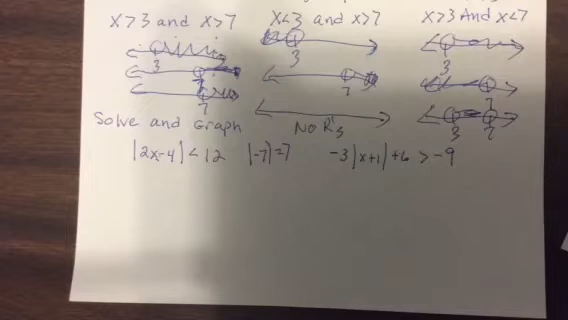 X>3 and x>7 X<3 and x>7 X>3 And x<7
3 3 3
7 7 7
7 3 7
Solve and Graph No R's
|2x-4| < 12 |-7|=7 -3|x+1|+6 > -9